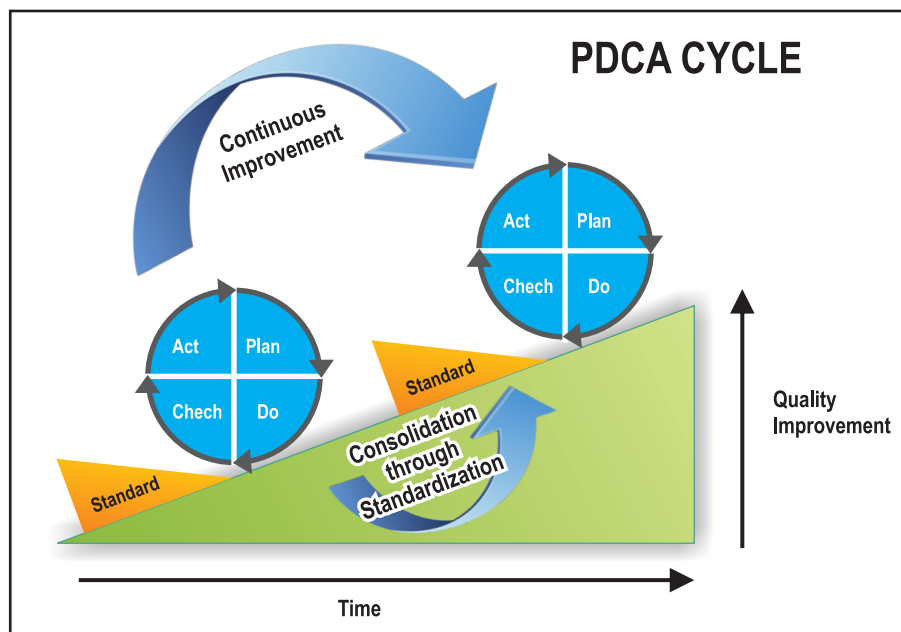 PDCA CYCLE
Continuous
Improvement
Act
Plan
Chech
Do
Act
Plan
Chech
Do
Standard
Standard
Consolidation
through
Standardization
Quality
Improvement
Time